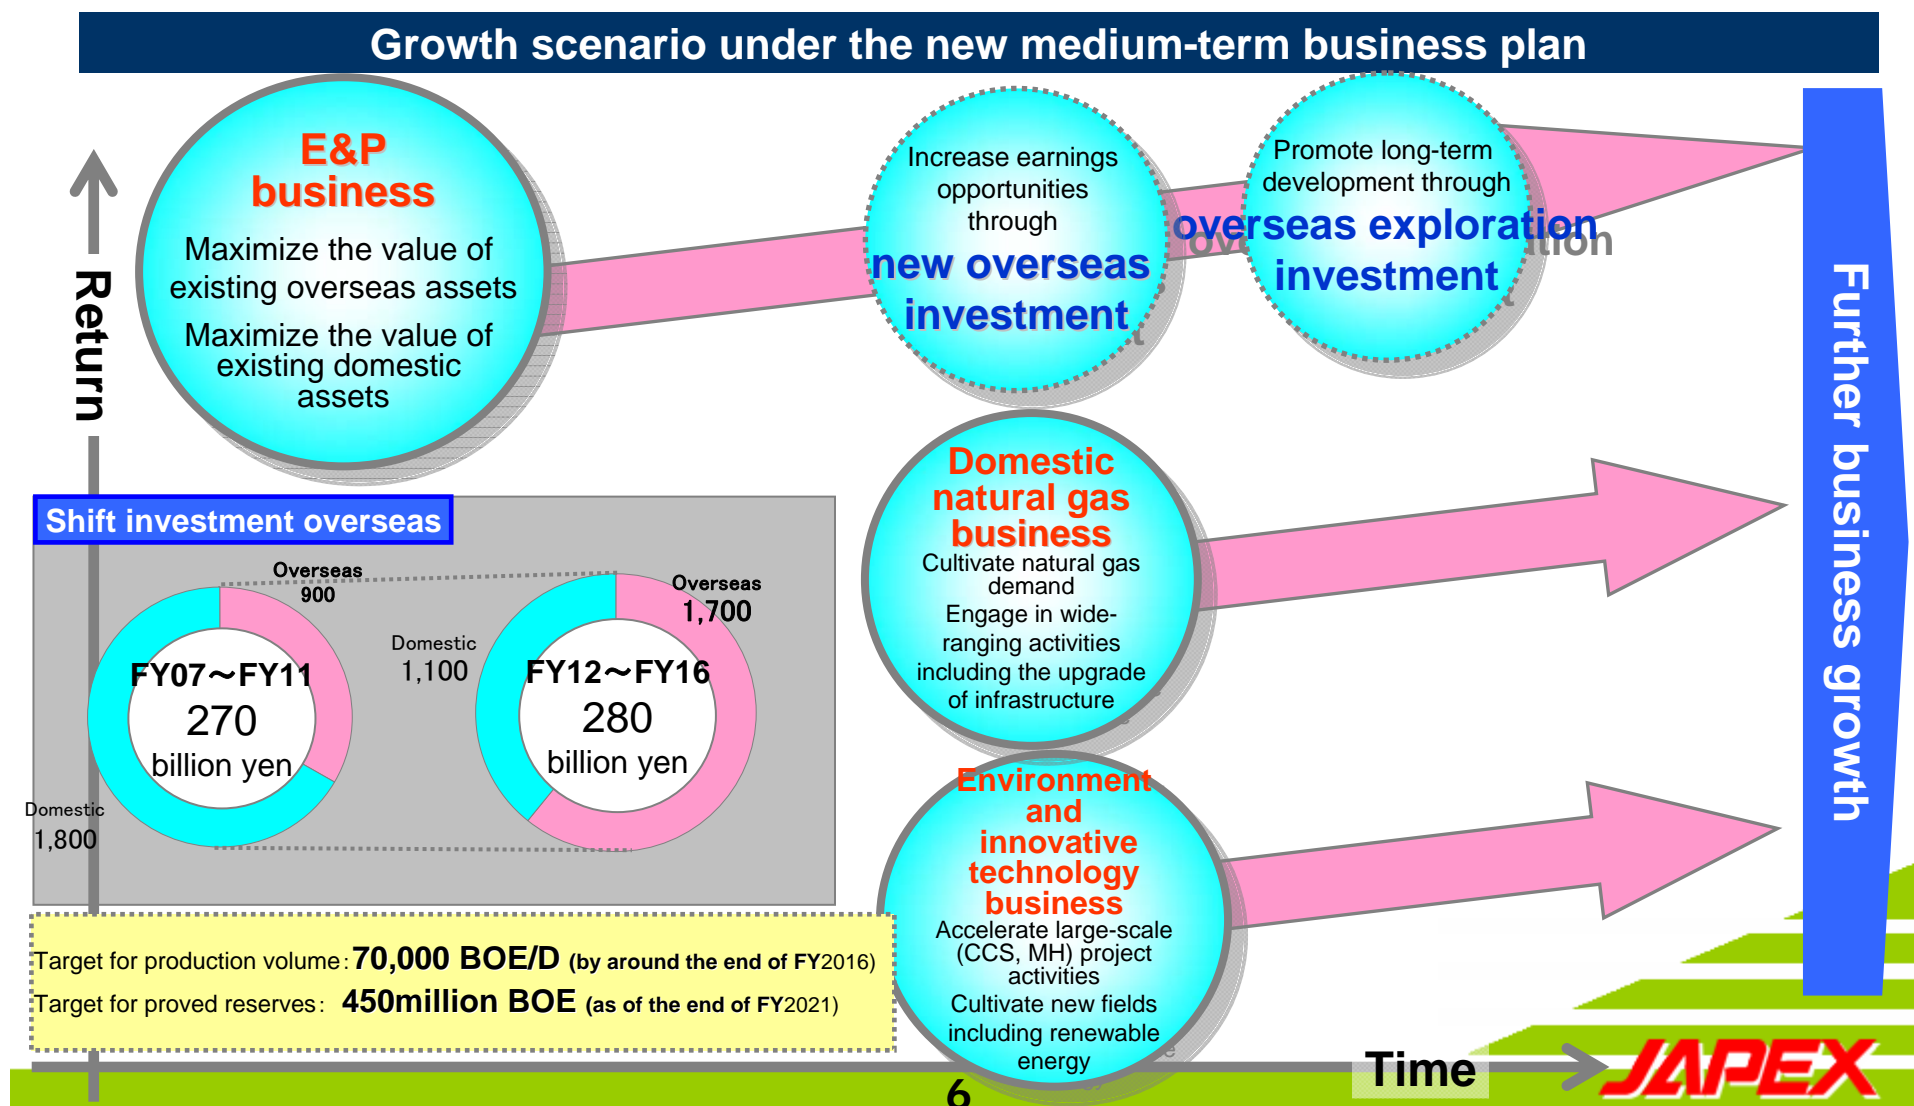 Growth scenario under the new medium-term business plan
E&P
business
Maximize the value of
existing overseas assets
Maximize the value of
existing domestic
assets
Increase earnings
opportunities
through
new overseas
investment
Promote long-term
development through
overseas exploration
investment
Return
Further business growth
Shift investment overseas
Overseas
900
FY07～FY11
270
billion yen
Domestic
1,800
Overseas
1,700
Domestic
1,100
FY12～FY16
280
billion yen
Domestic
natural gas
business
Cultivate natural gas
demand
Engage in wide-
ranging activities
including the upgrade
of infrastructure
Environment
and
innovative
technology
business
Accelerate large-scale
(CCS, MH) project
activities
Cultivate new fields
including renewable
energy
Target for production volume: 70,000 BOE/D (by around the end of FY2016)
Target for proved reserves: 450million BOE (as of the end of FY2021)
Time
JAPEX
6